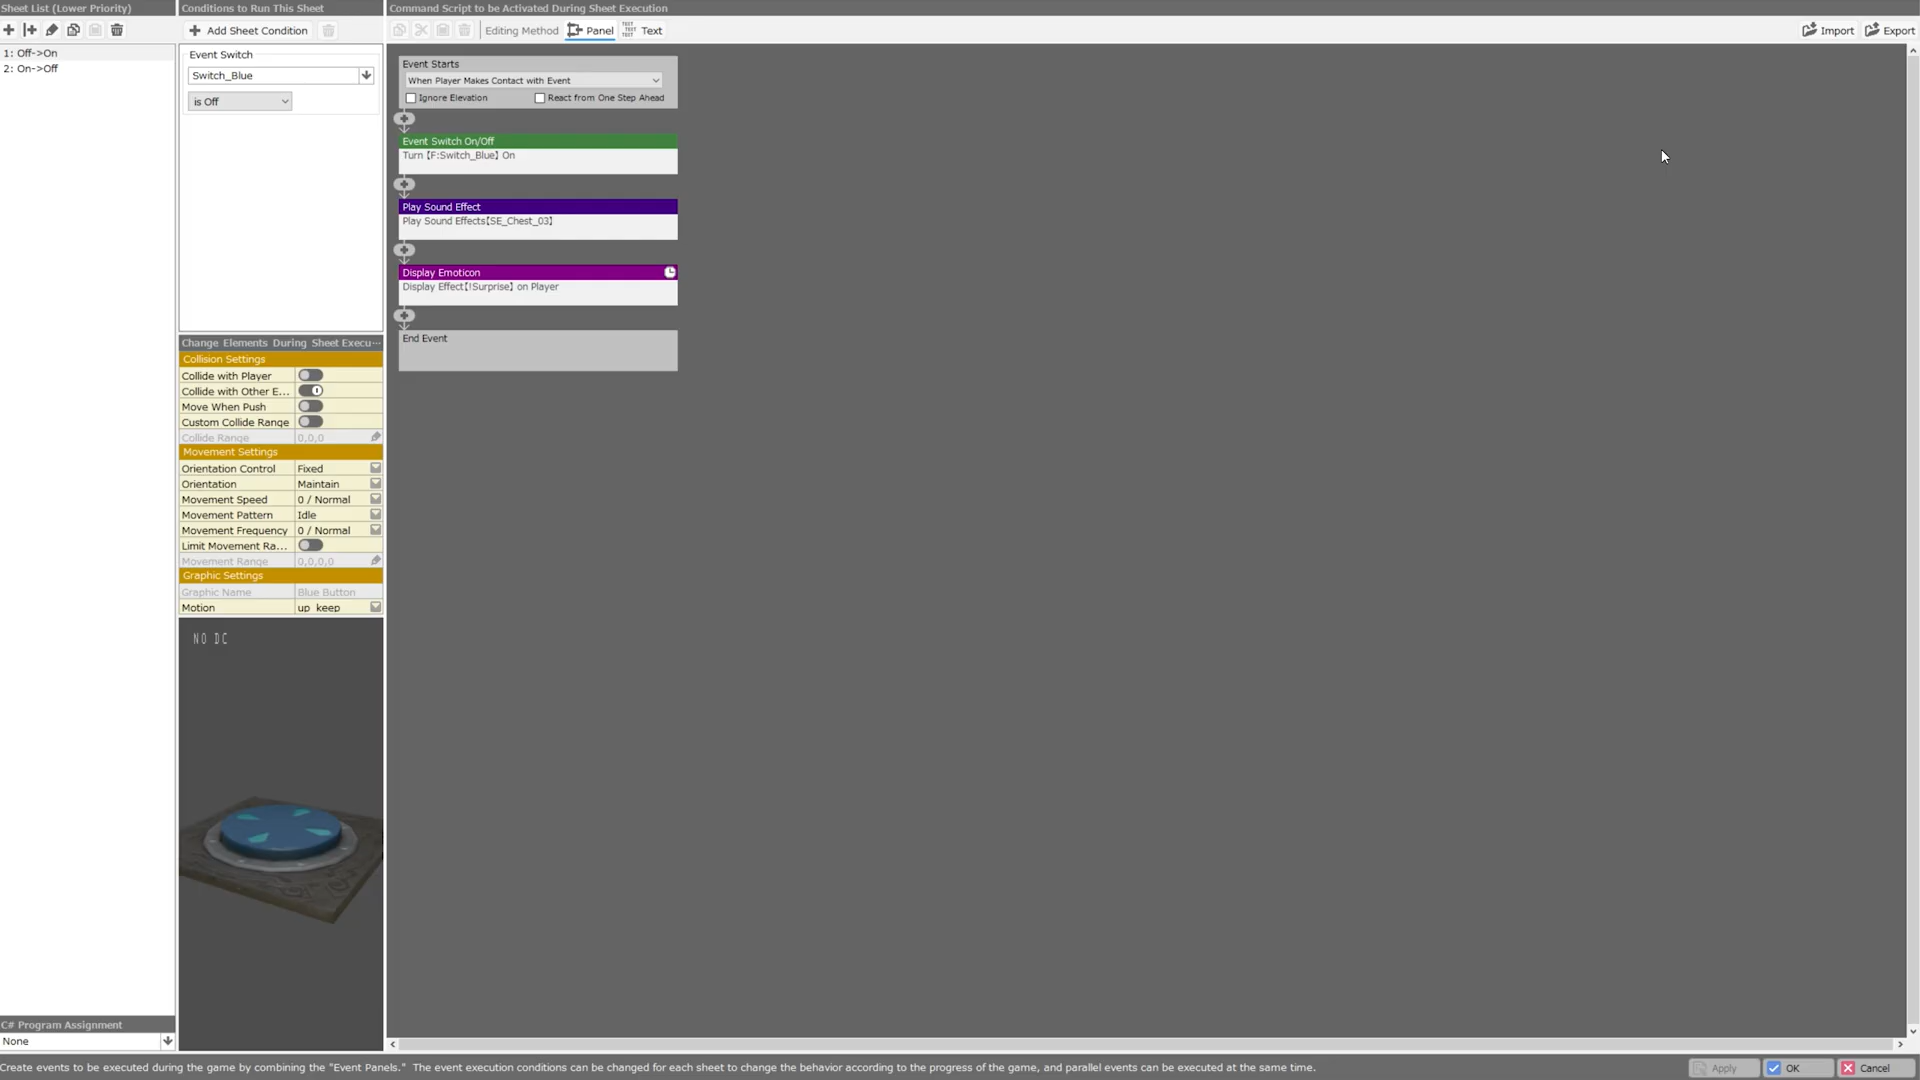 Sheet List (Lower Priority)
Conditions to Run This Sheet
Command Script to be Activated During Sheet Execution
Add Sheet Condition
Editing Method
Panel
TEXT
TEXT
TEXT
Text
Import
Export
1: Off->On
2: On->Off
Event Switch
Switch_Blue
is Off
Event Starts
When Player Makes Contact with Event
Ignore Elevation
React from One Step Ahead
Event Switch On/Off
Turn【F:Switch_Blue】On
Play Sound Effect
Play Sound Effects【SE_Chest_03】
Display Emoticon
Display Effect【!Surprise】on Player
End Event
Change Elements During Sheet Execu···
Collision Settings
Collide with Player
Collide with Other E...
Move When Push
Custom Collide Range
Collide Range 0,0,0
Movement Settings
Orientation Control Fixed
Orientation Maintain
Movement Speed 0 / Normal
Movement Pattern Idle
Movement Frequency 0 / Normal
Limit Movement Ra...
Movement Range 0,0,0,0
Graphic Settings
Graphic Name Blue Button
Motion up_keep
NO DC
C# Program Assignment
None
Create events to be executed during the game by combining the "Event Panels." The event execution conditions can be changed for each sheet to change the behavior according to the progress of the game, and parallel events can be executed at the same time.
Apply
OK
Cancel